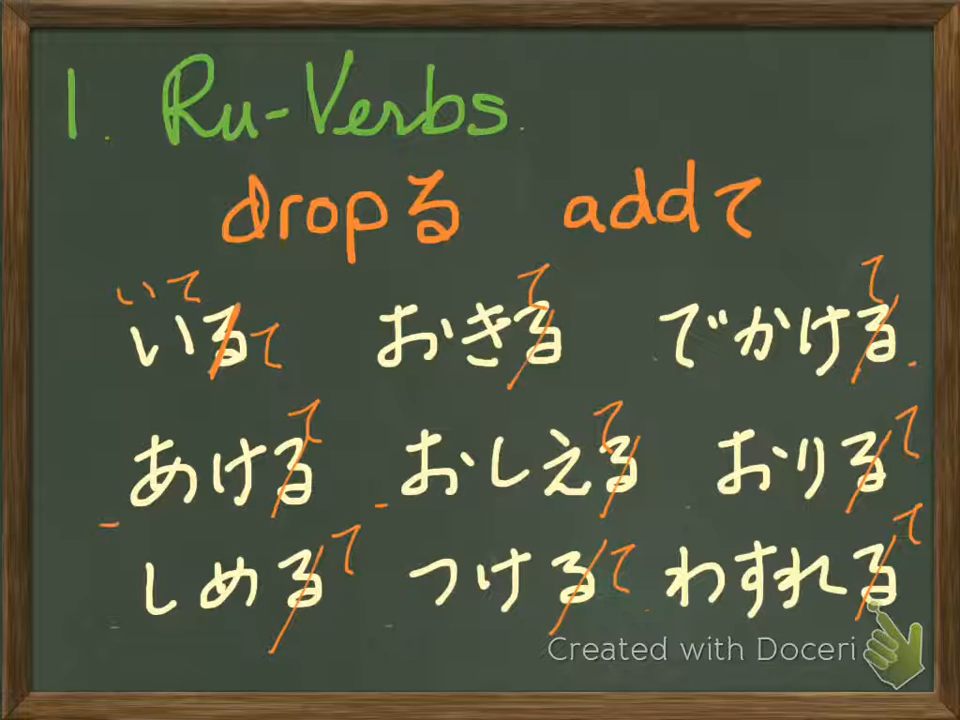 1. Ru-Verbs
drop る add て
いて て て
いる て おきる でかける
て て て
あける おしえる おりる
て て
しめる つける て わすれる
Created with Doceri